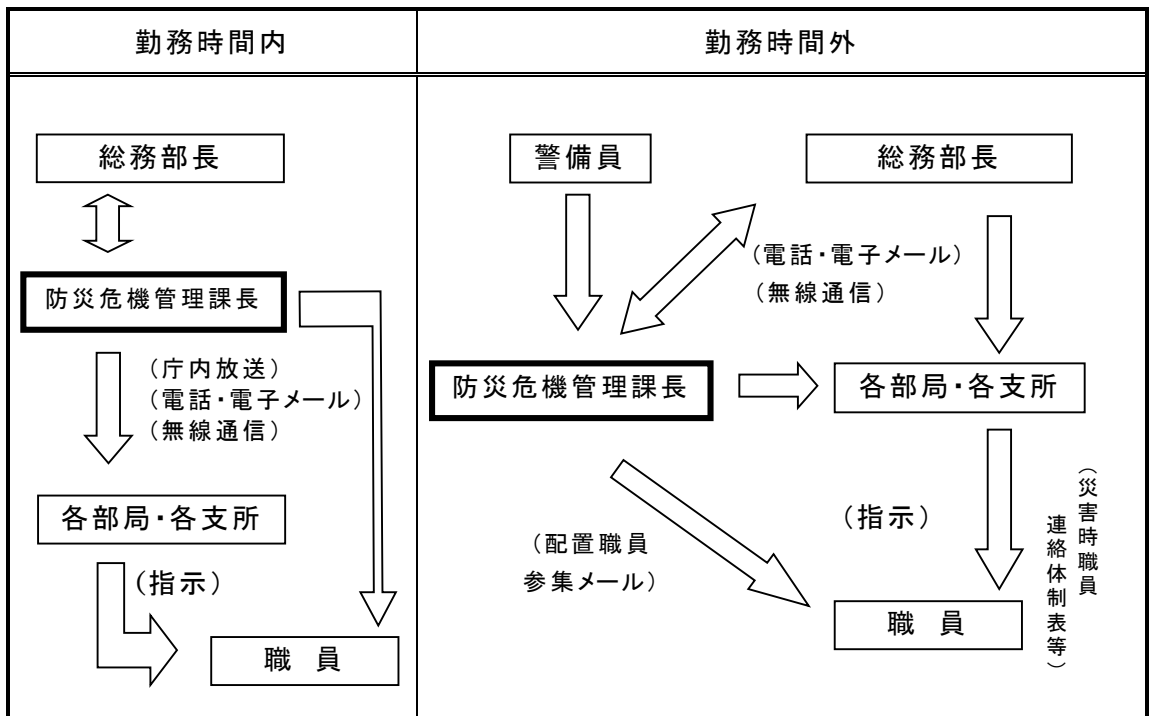 勤務時間内
勤務時間外
総務部長
防災危機管理課長
（庁内放送）
（電話・電子メール）
（無線通信）
各部局・各支所
（指示）
職　員
警備員
総務部長
（電話・電子メール）
（無線通信）
防災危機管理課長
各部局・各支所
（配置職員
参集メール）
（指示）
（災害時職員
連絡体制表等）
職　員